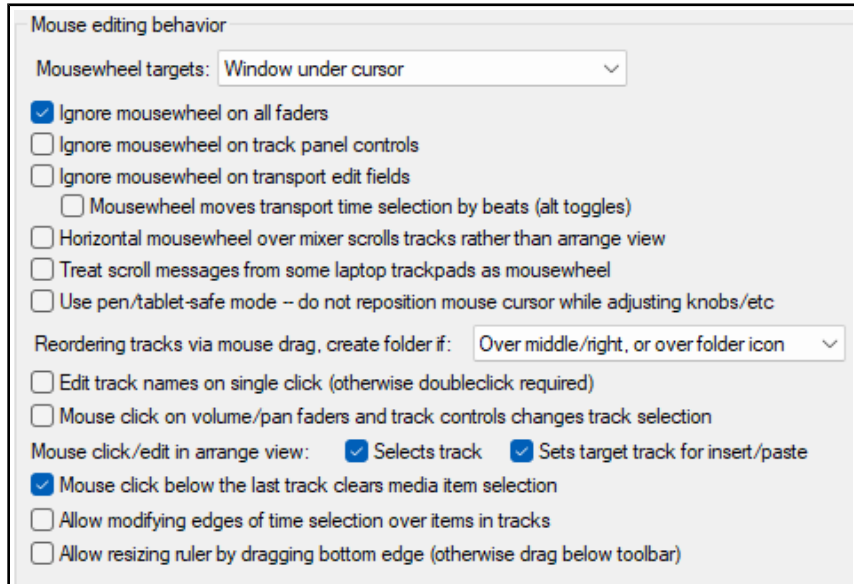 Mouse editing behavior
Mousewheel targets: Window under cursor
Ignore mousewheel on all faders
Ignore mousewheel on track panel controls
Ignore mousewheel on transport edit fields
Mousewheel moves transport time selection by beats (alt toggles)
Horizontal mousewheel over mixer scrolls tracks rather than arrange view
Treat scroll messages from some laptop trackpads as mousewheel
Use pen/tablet-safe mode -- do not reposition mouse cursor while adjusting knobs/etc
Reordering tracks via mouse drag, create folder if: Over middle/right, or over folder icon
Edit track names on single click (otherwise doubleclick required)
Mouse click on volume/pan faders and track controls changes track selection
Mouse click/edit in arrange view: Selects track Sets target track for insert/paste
Mouse click below the last track clears media item selection
Allow modifying edges of time selection over items in tracks
Allow resizing ruler by dragging bottom edge (otherwise drag below toolbar)